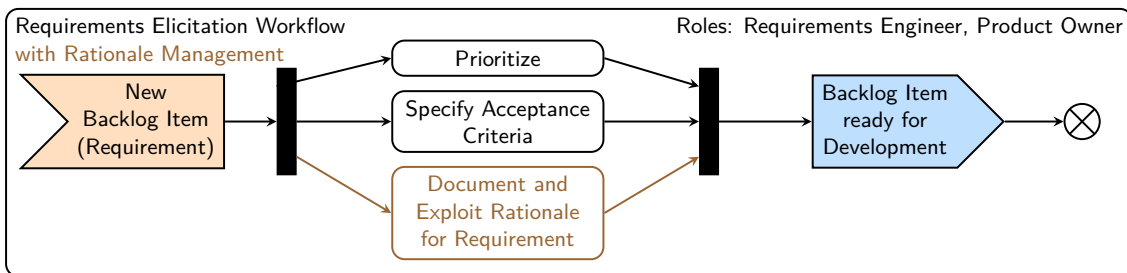 Requirements Elicitation Workflow
with Rationale Management
Roles: Requirements Engineer, Product Owner
New
Backlog Item
(Requirement)
Prioritize
Specify Acceptance
Criteria
Document and
Exploit Rationale
for Requirement
Backlog Item
ready for
Development